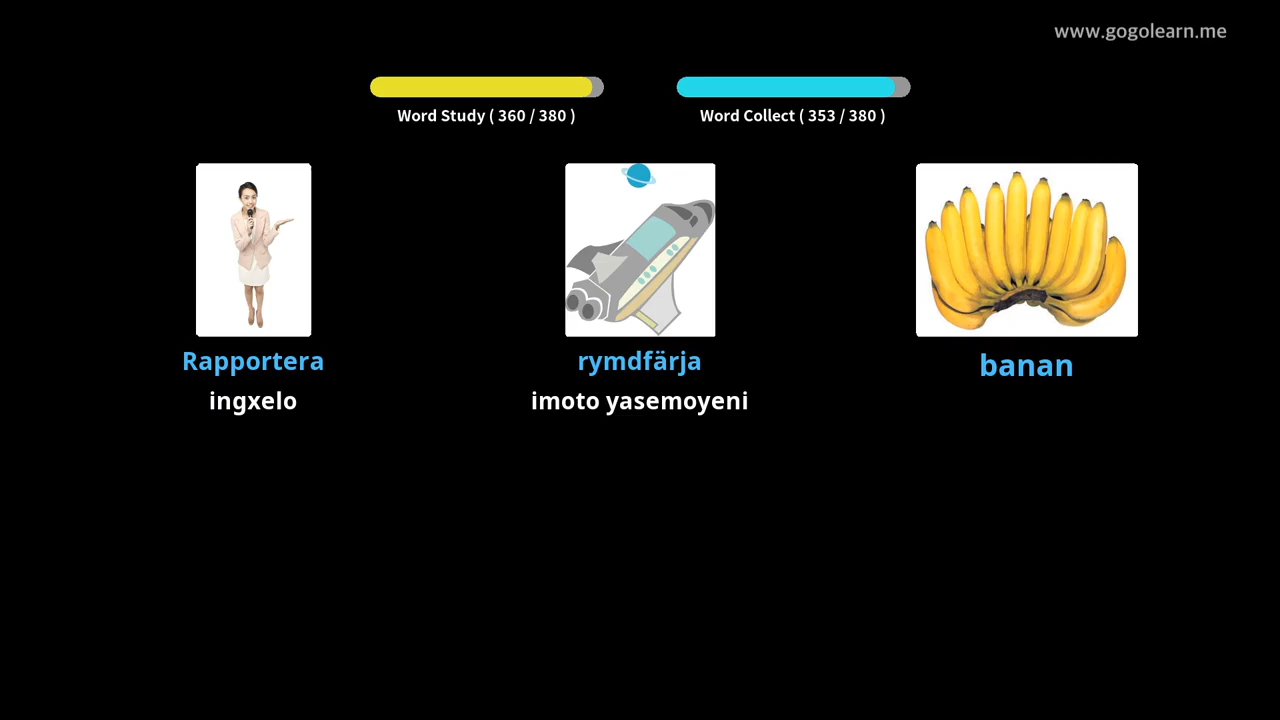 www.gogolearn.me
Word Study ( 360 / 380 )
Word Collect ( 353 / 380 )
Rapportera
ingxelo
rymdfärja
imoto yasemoyeni
banan